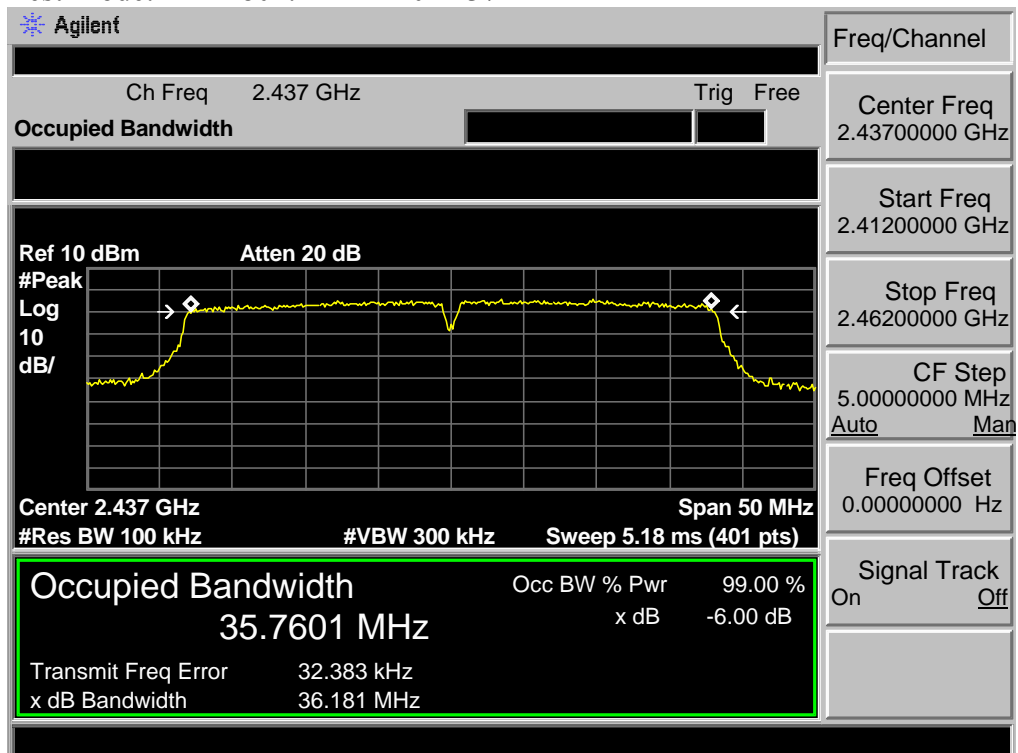 Agilent
Freq/Channel
Ch Freq 2.437 GHz Trig Free
Occupied Bandwidth
Center Freq
2.43700000 GHz
Start Freq
2.41200000 GHz
Stop Freq
2.46200000 GHz
CF Step
5.00000000 MHz
Auto Man
Freq Offset
0.00000000 Hz
Signal Track
On Off
Ref 10 dBm Atten 20 dB
#Peak
Log
10
dB/
Center 2.437 GHz Span 50 MHz
#Res BW 100 kHz #VBW 300 kHz Sweep 5.18 ms (401 pts)
Occupied Bandwidth
35.7601 MHz
Occ BW % Pwr 99.00 %
x dB -6.00 dB
Transmit Freq Error 32.383 kHz
x dB Bandwidth 36.181 MHz